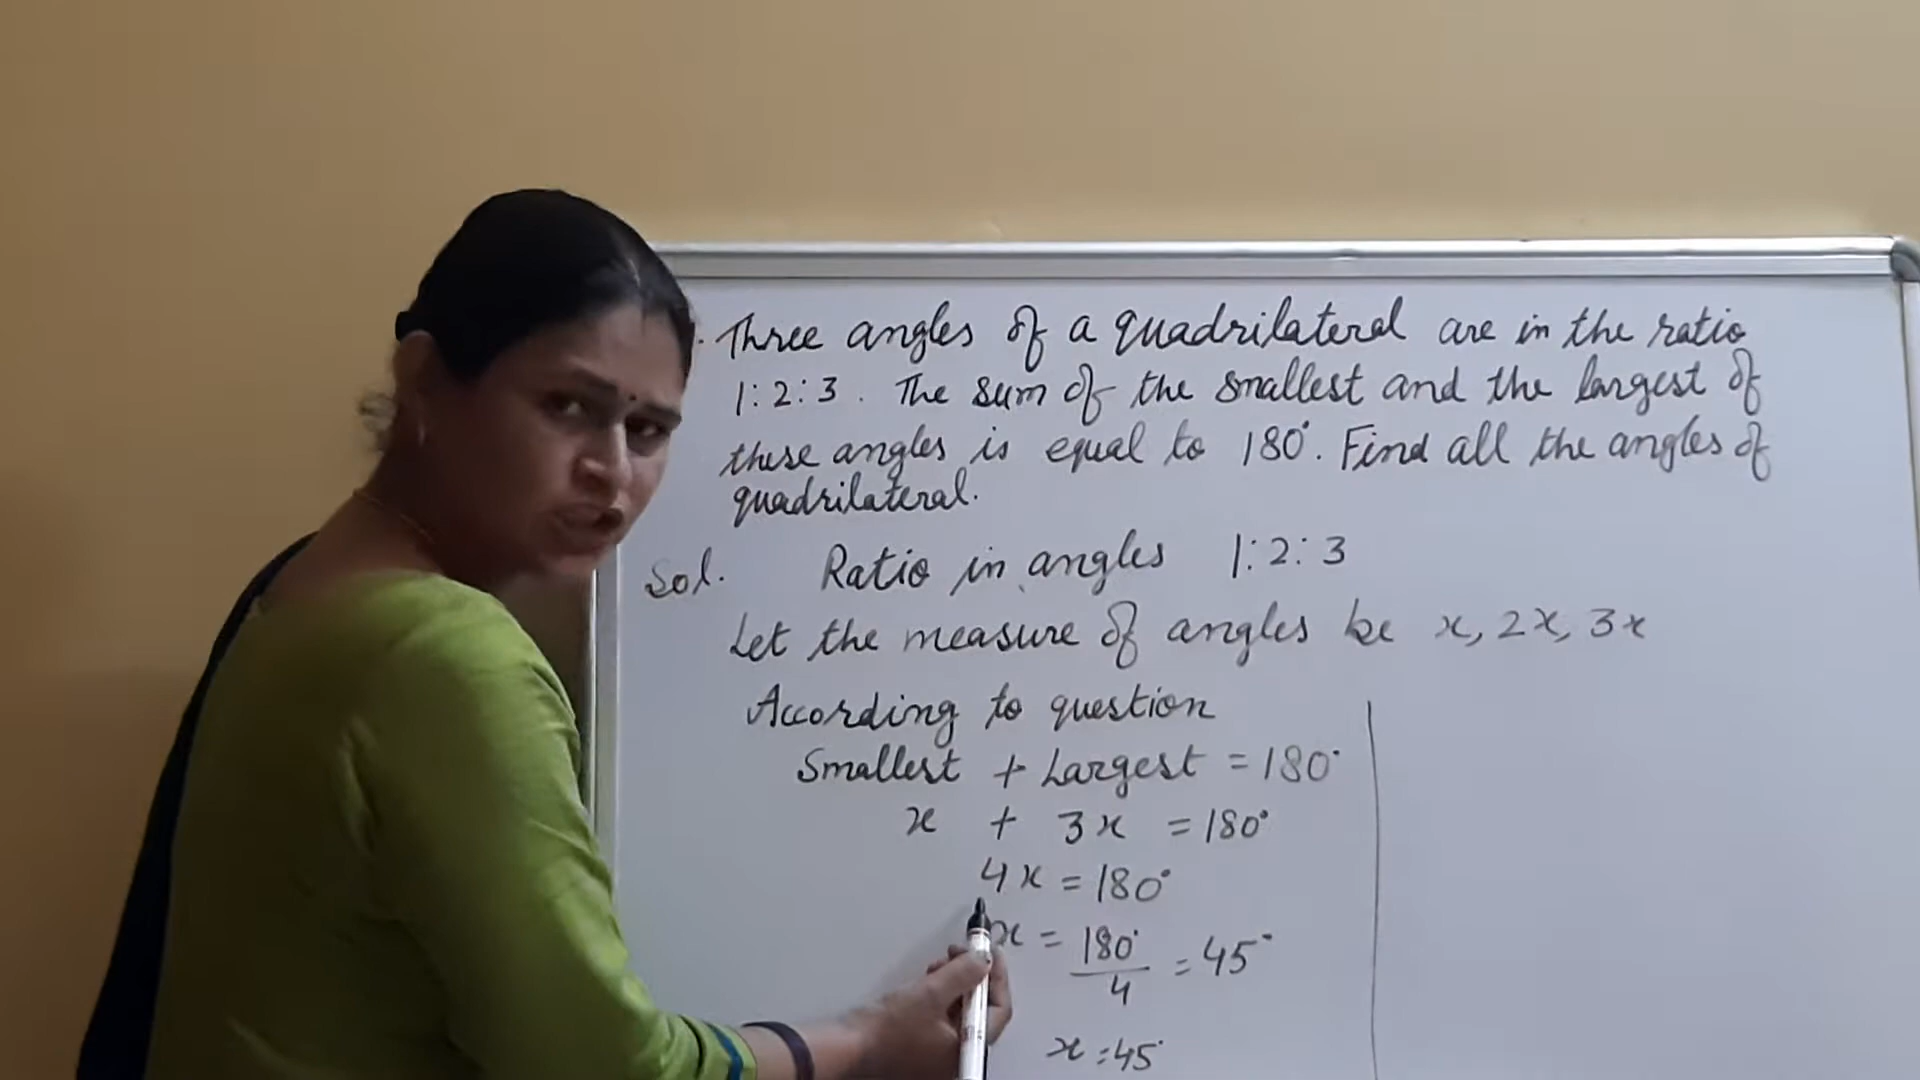 . Three angles of a quadrilateral are in the ratio
1:2:3. The sum of the smallest and the largest of
these angles is equal to 180°. Find all the angles of
quadrilateral.
Sol. Ratio in angles 1:2:3
Let the measure of angles be x, 2x, 3x
According to question
Smallest + Largest = 180°
x + 3x = 180°
4x = 180°
x = 180°/4 = 45°
x = 45°